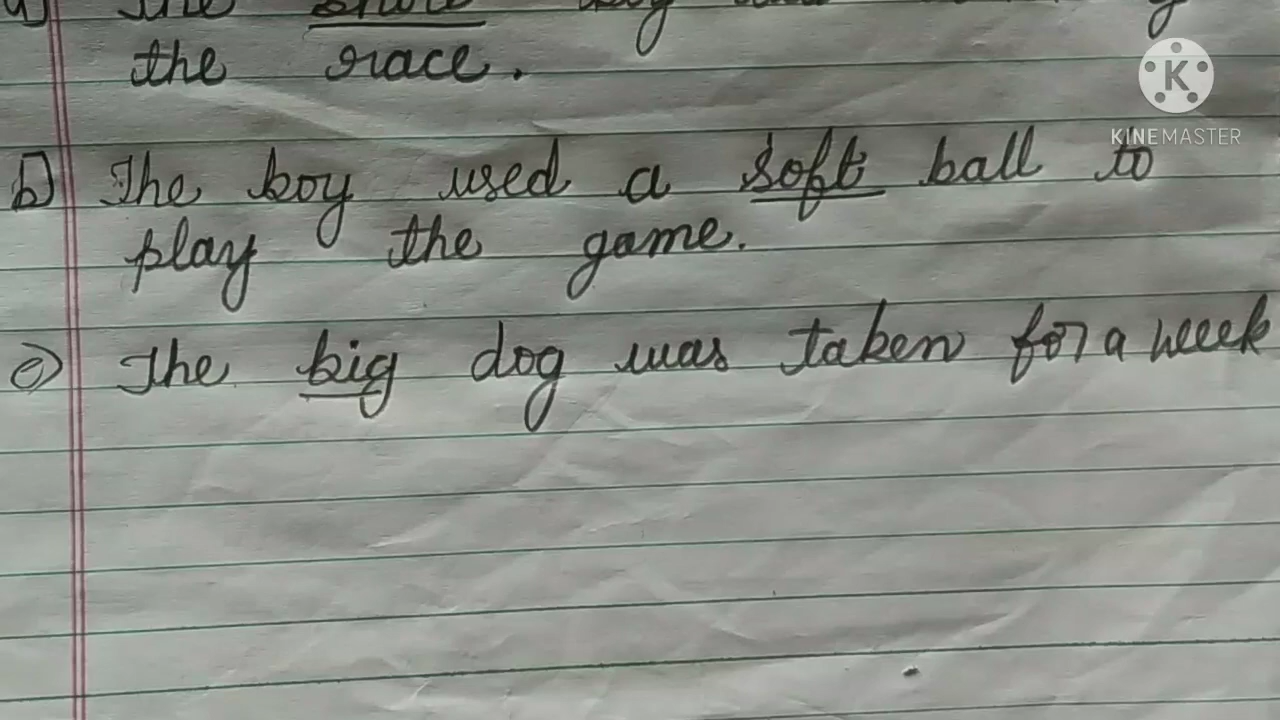 a) The
the race.
KINEMASTER
b) The boy used a soft ball to
play the game.
c) The big dog was taken for a week